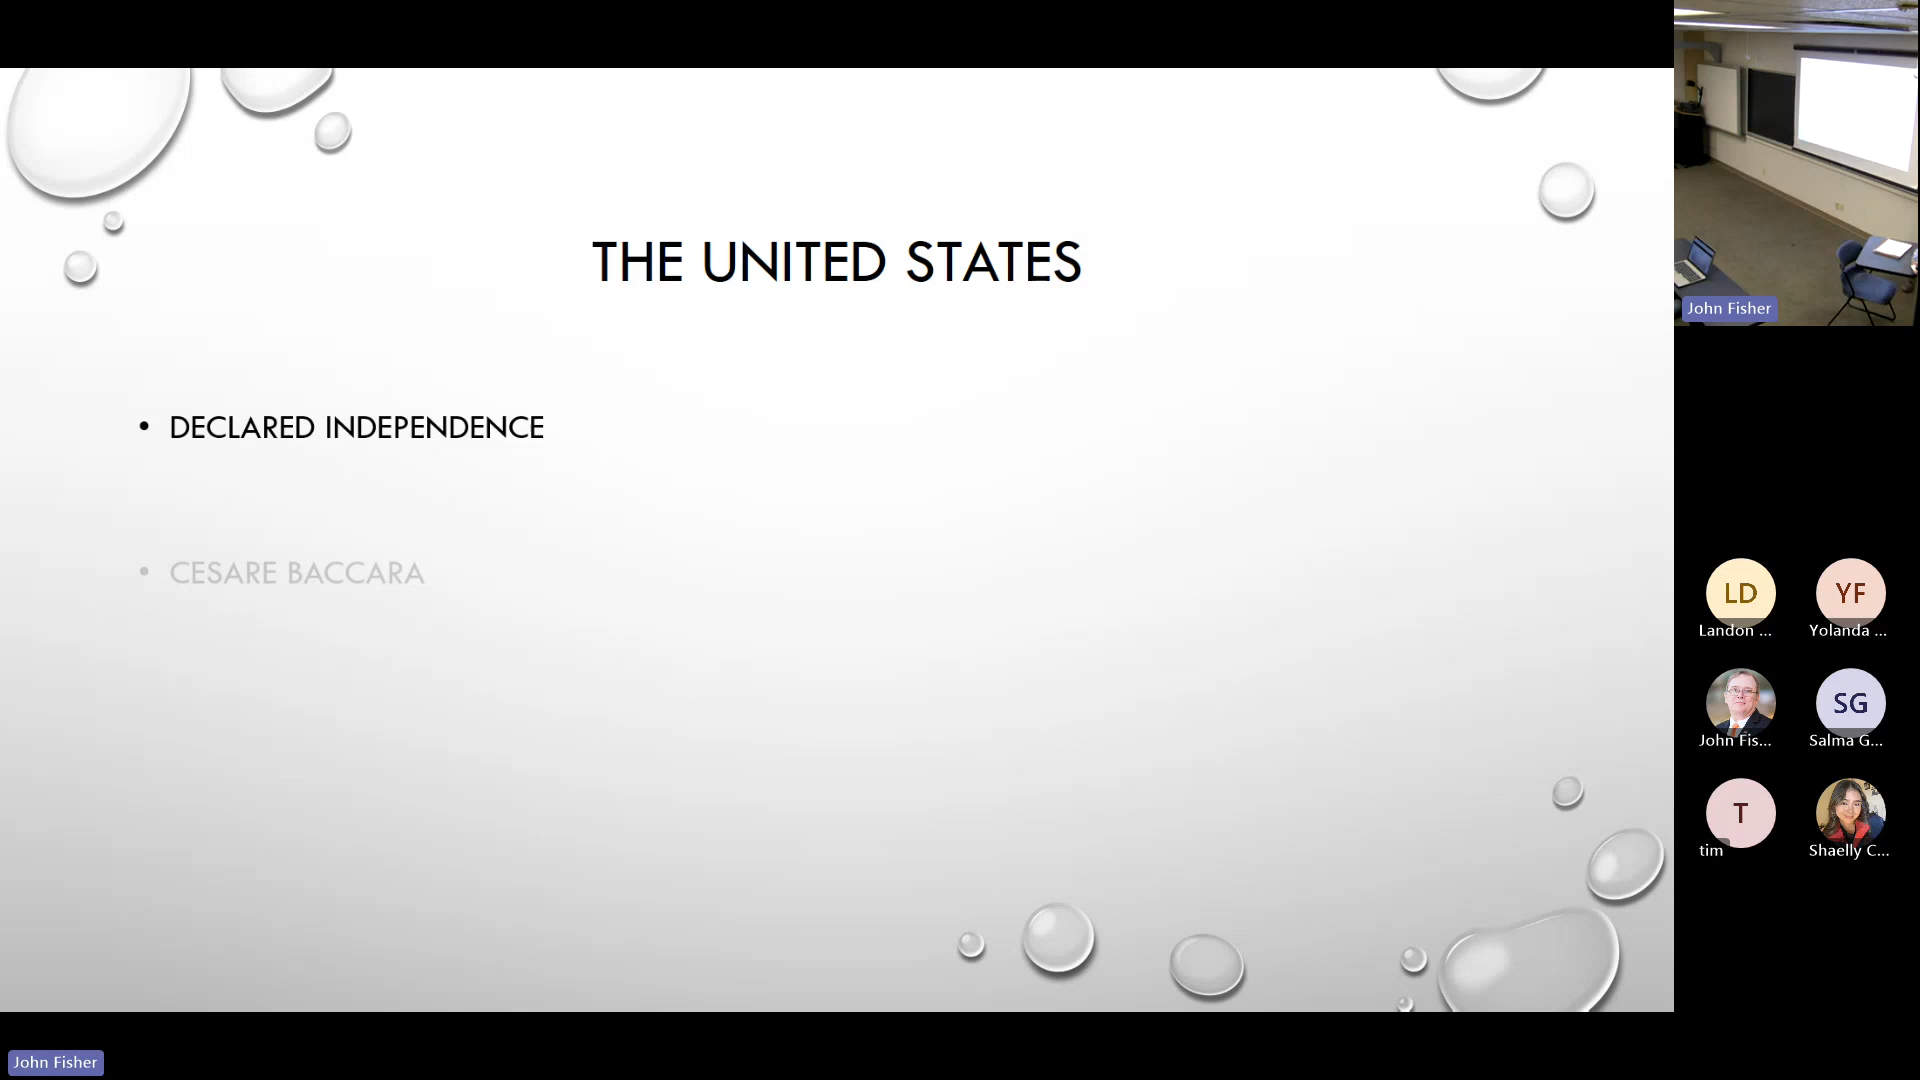 THE UNITED STATES
• DECLARED INDEPENDENCE
• CESARE BACCARA
John Fisher
LD
YF
Landon ...
Yolanda ...
SG
John Fis...
Salma G...
T
tim
Shaelly C...
John Fisher